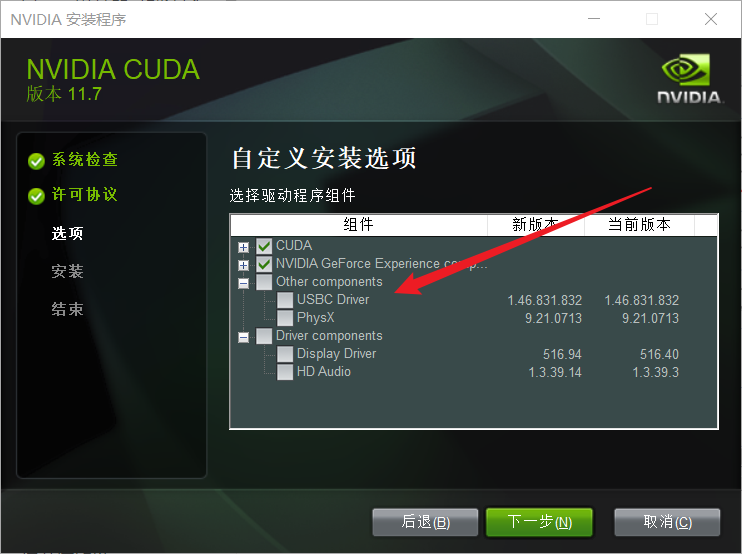 NVIDIA 安装程序
NVIDIA CUDA
版本 11.7
NVIDIA.
系统检查
许可协议
选项
安装
结束
自定义安装选项
选择驱动程序组件
组件 新版本 当前版本
CUDA
NVIDIA GeForce Experience comp...
Other components
USBC Driver 1.46.831.832 1.46.831.832
PhysX 9.21.0713 9.21.0713
Driver components
Display Driver 516.94 516.40
HD Audio 1.3.39.14 1.3.39.3
后退(B) 下一步(N) 取消(C)